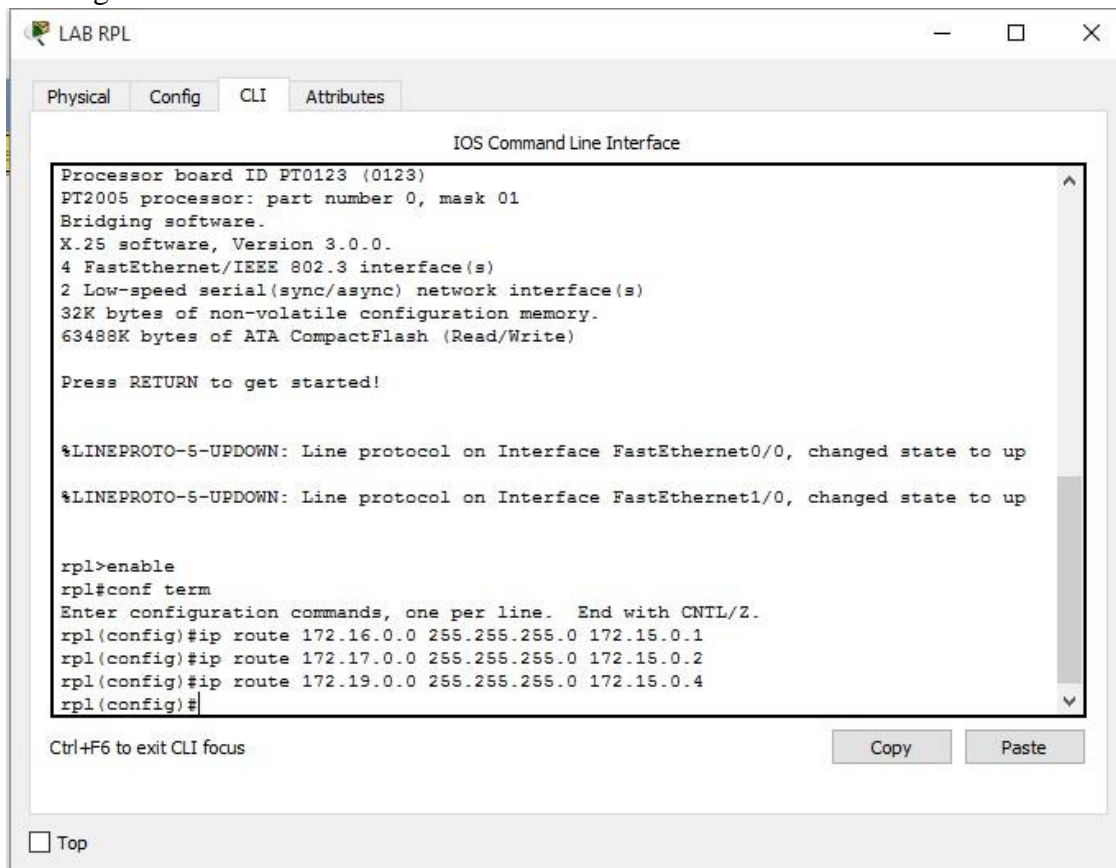 LAB RPL
Physical Config CLI Attributes
IOS Command Line Interface
Processor board ID PT0123 (0123)
PT2005 processor: part number 0, mask 01
Bridging software.
X.25 software, Version 3.0.0.
4 FastEthernet/IEEE 802.3 interface(s)
2 Low-speed serial(sync/async) network interface(s)
32K bytes of non-volatile configuration memory.
63488K bytes of ATA CompactFlash (Read/Write)
Press RETURN to get started!
%LINEPROTO-5-UPDOWN: Line protocol on Interface FastEthernet0/0, changed state to up
%LINEPROTO-5-UPDOWN: Line protocol on Interface FastEthernet1/0, changed state to up
rpl>enable
rpl#conf term
Enter configuration commands, one per line.  End with CNTL/Z.
rpl(config)#ip route 172.16.0.0 255.255.255.0 172.15.0.1
rpl(config)#ip route 172.17.0.0 255.255.255.0 172.15.0.2
rpl(config)#ip route 172.19.0.0 255.255.255.0 172.15.0.4
rpl(config)#
Ctrl+F6 to exit CLI focus
Copy Paste
Top